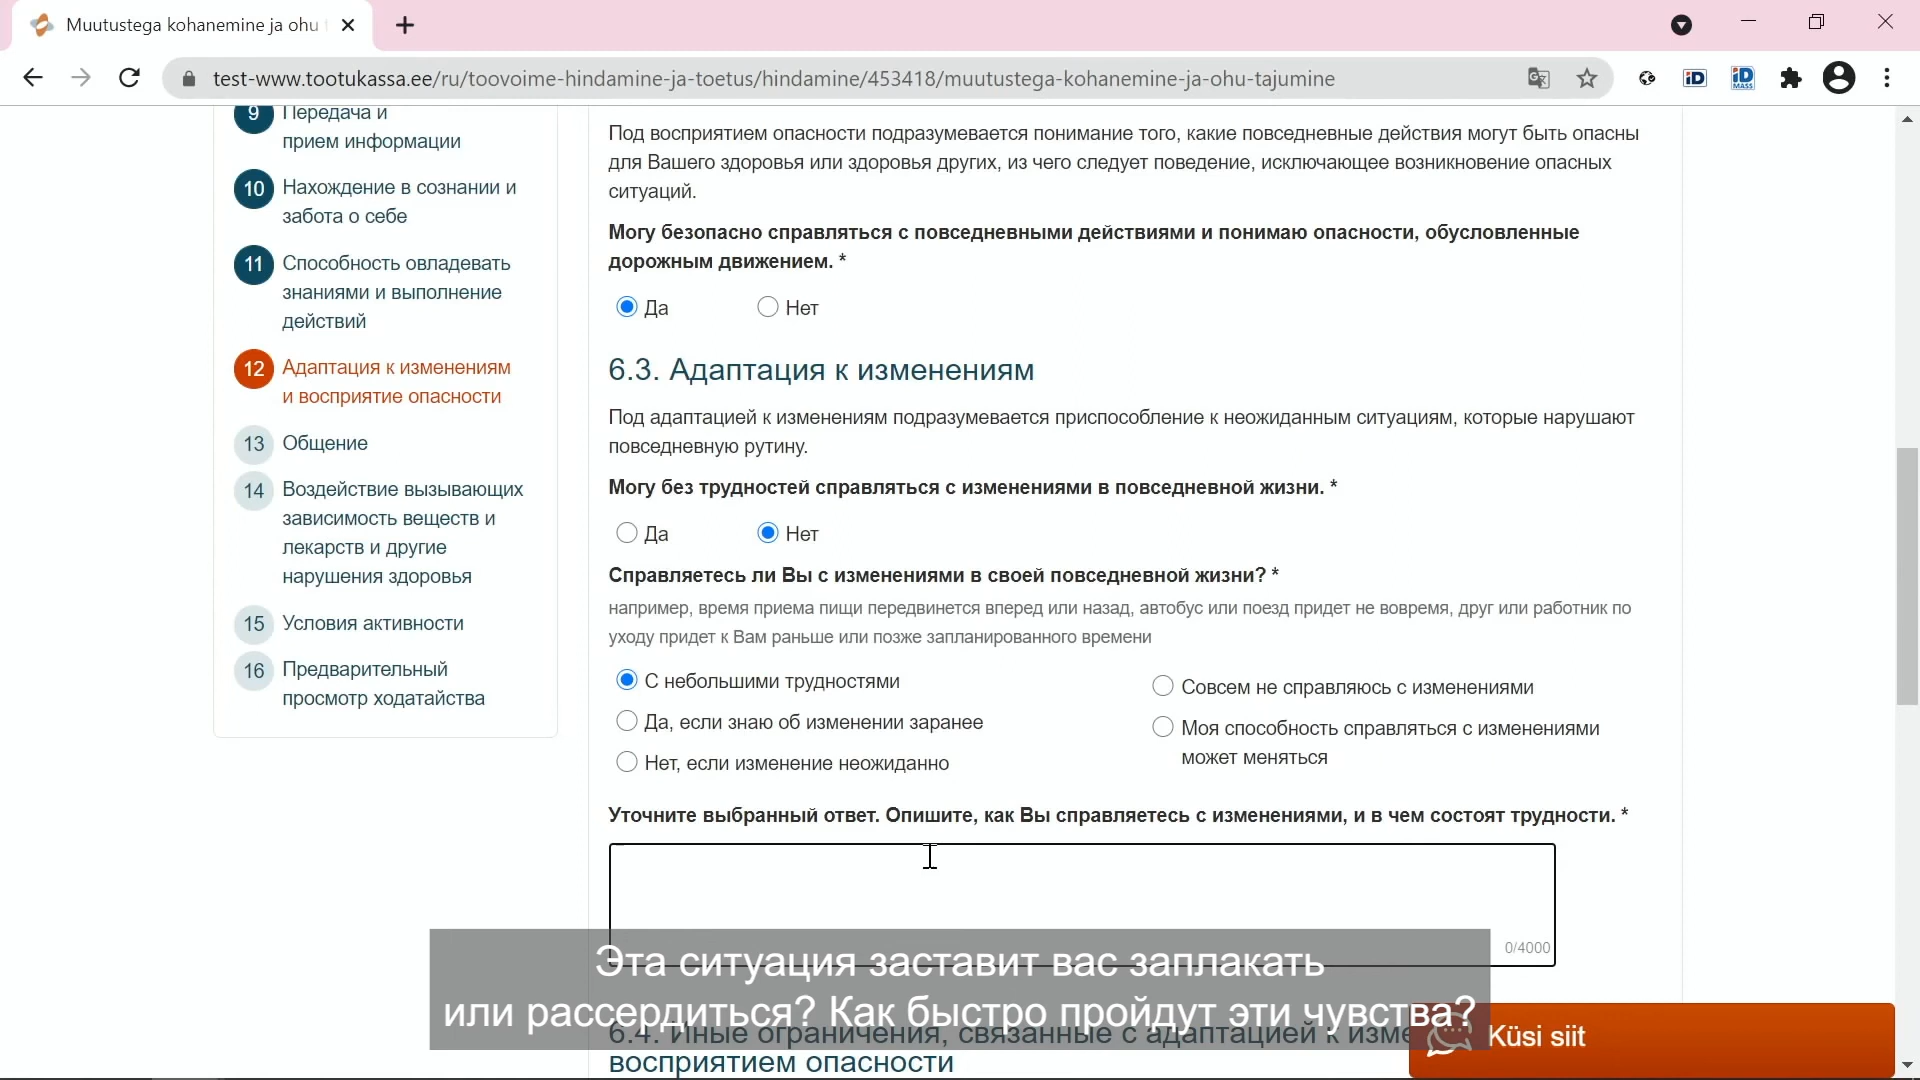 Muutustega kohanemine ja ohu
test-www.tootukassa.ee/ru/toovoime-hindamine-ja-toetus/hindamine/453418/muutustega-kohanemine-ja-ohu-tajumine
iD
iD
MASS
9 Передача и
прием информации
10 Нахождение в сознании и
забота о себе
11 Способность овладевать
знаниями и выполнение
действий
12 Адаптация к изменениям
и восприятие опасности
13 Общение
14 Воздействие вызывающих
зависимость веществ и
лекарств и другие
нарушения здоровья
15 Условия активности
16 Предварительный
просмотр ходатайства
Под восприятием опасности подразумевается понимание того, какие повседневные действия могут быть опасны
для Вашего здоровья или здоровья других, из чего следует поведение, исключающее возникновение опасных
ситуаций.
Могу безопасно справляться с повседневными действиями и понимаю опасности, обусловленные
дорожным движением. *
Да Нет
6.3. Адаптация к изменениям
Под адаптацией к изменениям подразумевается приспособление к неожиданным ситуациям, которые нарушают
повседневную рутину.
Могу без трудностей справляться с изменениями в повседневной жизни. *
Да Нет
Справляетесь ли Вы с изменениями в своей повседневной жизни? *
например, время приема пищи передвинется вперед или назад, автобус или поезд придет не вовремя, друг или работник по
уходу придет к Вам раньше или позже запланированного времени
С небольшими трудностями
Да, если знаю об изменении заранее
Нет, если изменение неожиданно
Совсем не справляюсь с изменениями
Моя способность справляться с изменениями
может меняться
Уточните выбранный ответ. Опишите, как Вы справляетесь с изменениями, и в чем состоят трудности. *
0/4000
Эта ситуация заставит вас заплакать
или рассердиться? Как быстро пройдут эти чувства?
6.4. Иные ограничения, связанные с адаптацией к изме
восприятием опасности
Küsi siit